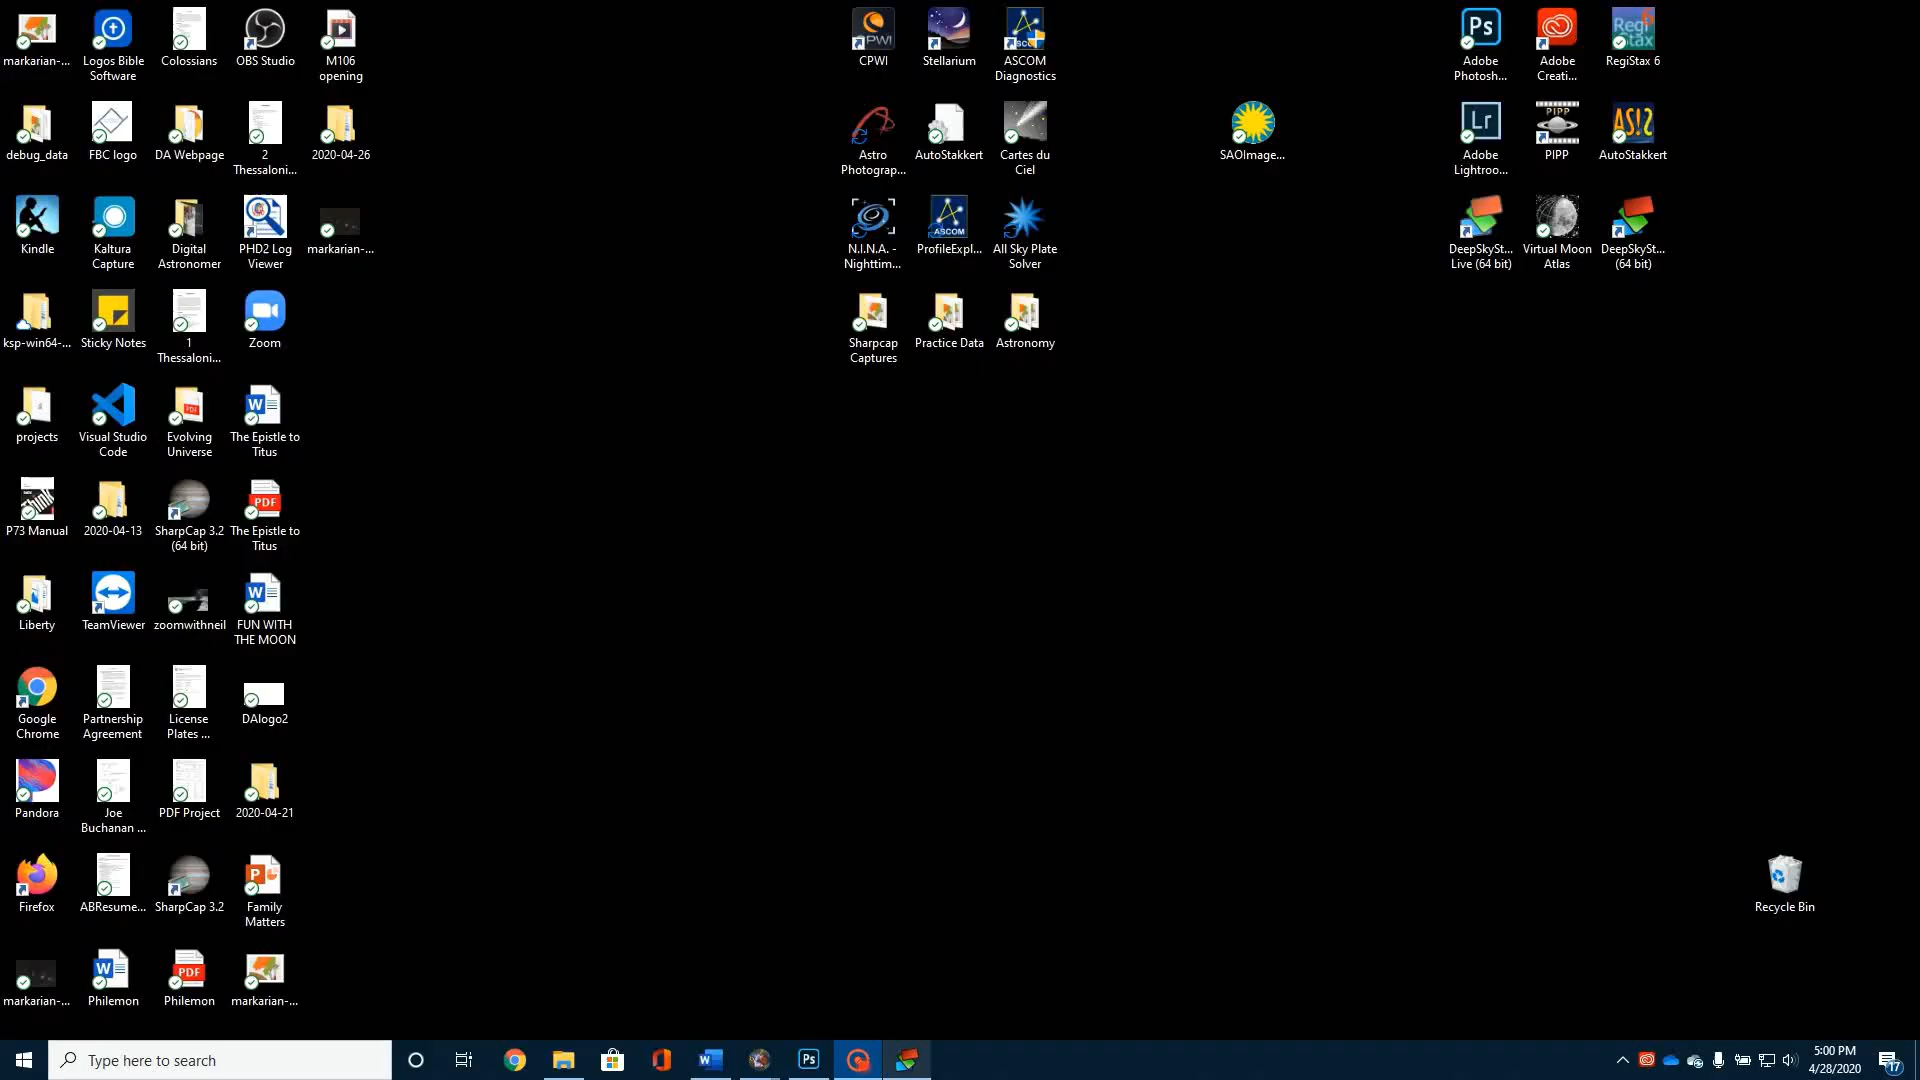 markarian-...
Logos Bible
Software
Colossians
OBS Studio
M106
opening
CPWI
Stellarium
ASCOM
Diagnostics
Adobe
Photosh...
Adobe
Creati...
RegiStax 6
debug_data
FBC logo
DA Webpage
2
Thessaloni...
2020-04-26
Astro
Photograp...
AutoStakkert
Cartes du
Ciel
SAOImage...
Adobe
Lightroo...
PIPP
AutoStakkert
Kindle
Kaltura
Capture
Digital
Astronomer
PHD2 Log
Viewer
markarian-...
N.I.N.A. -
Nighttim...
ProfileExpl...
All Sky Plate
Solver
DeepSkySt...
Live (64 bit)
Virtual Moon
Atlas
DeepSkySt...
(64 bit)
ksp-win64-...
Sticky Notes
1
Thessaloni...
Zoom
Sharpcap
Captures
Practice Data
Astronomy
projects
Visual Studio
Code
Evolving
Universe
The Epistle to
Titus
P73 Manual
2020-04-13
SharpCap 3.2
(64 bit)
The Epistle to
Titus
Liberty
TeamViewer
zoomwithneil
FUN WITH
THE MOON
Google
Chrome
Partnership
Agreement
License
Plates ...
DAlogo2
Pandora
Joe
Buchanan ...
PDF Project
2020-04-21
Firefox
ABResume...
SharpCap 3.2
Family
Matters
Recycle Bin
markarian-...
Philemon
Philemon
markarian-...
Type here to search
5:00 PM
4/28/2020
17